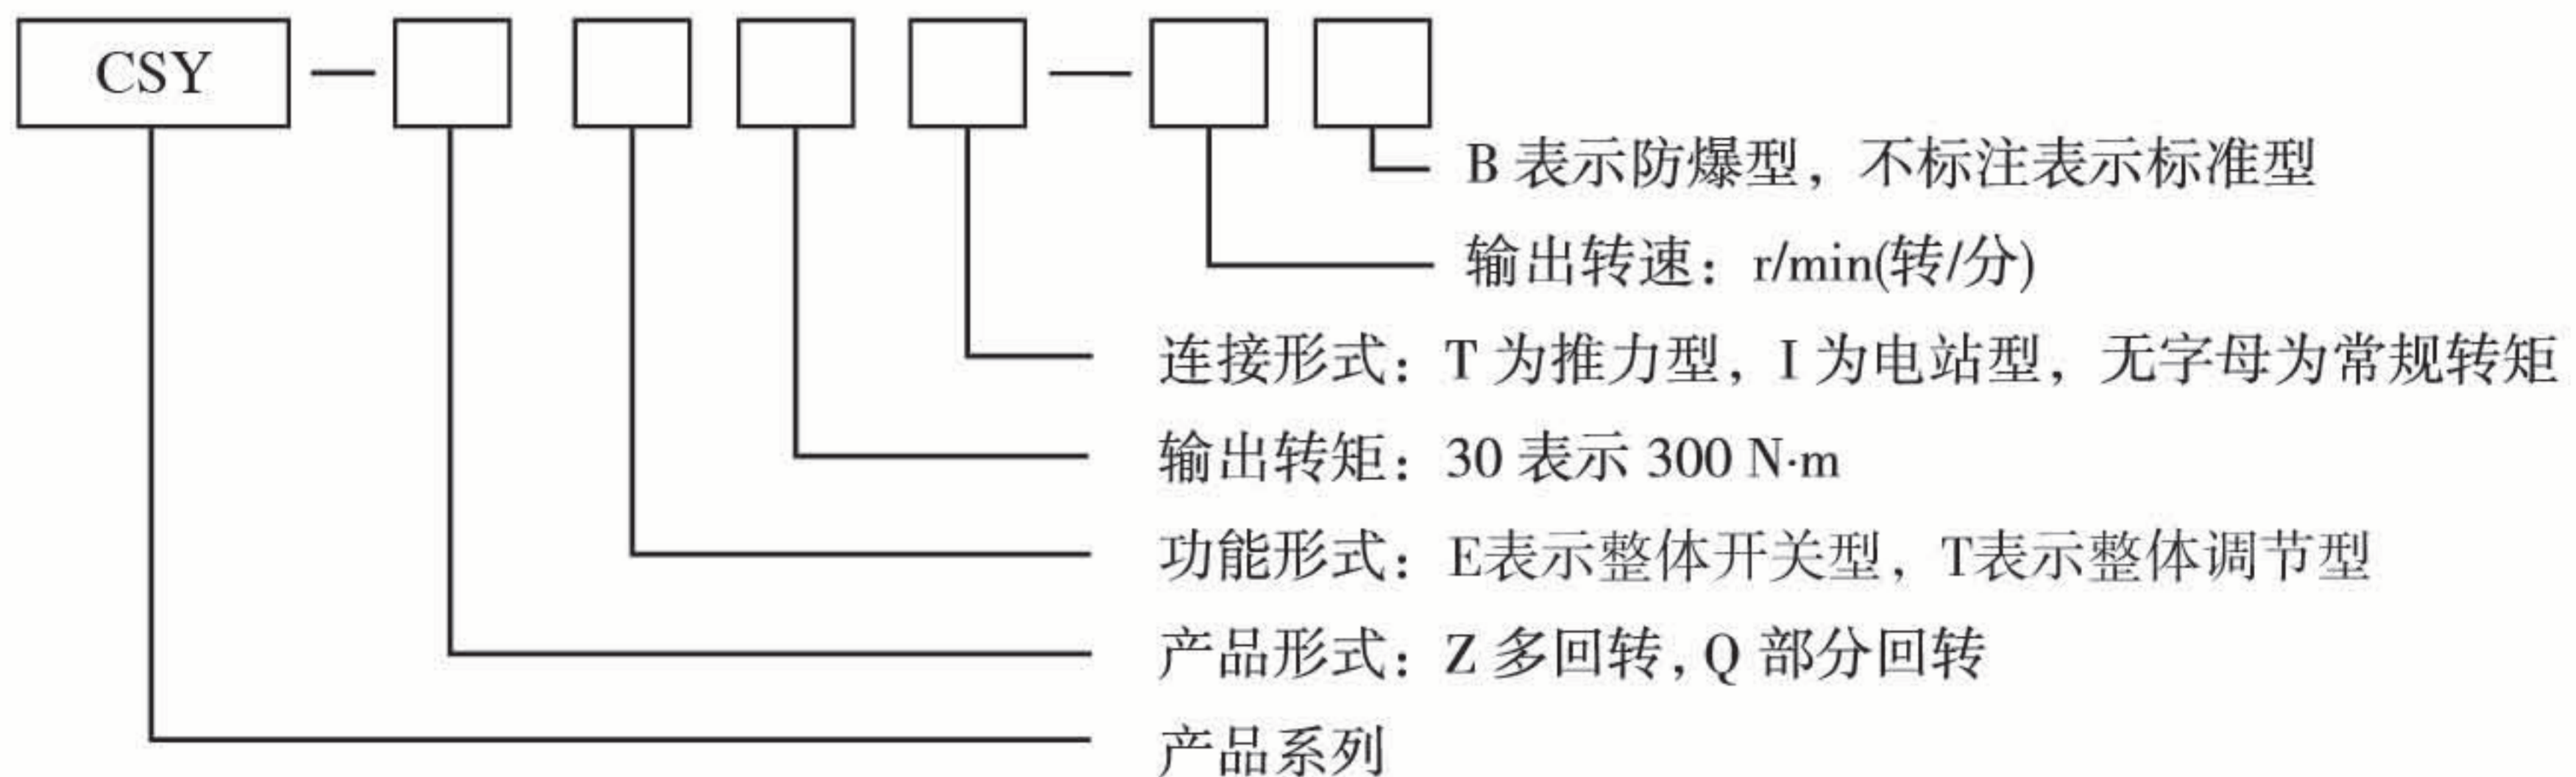 CSY
B 表示防爆型，不标注表示标准型
输出转速：r/min(转/分)
连接形式：T 为推力型，I 为电站型，无字母为常规转矩
输出转矩：30 表示 300 N·m
功能形式：E表示整体开关型，T表示整体调节型
产品形式：Z 多回转，Q 部分回转
产品系列